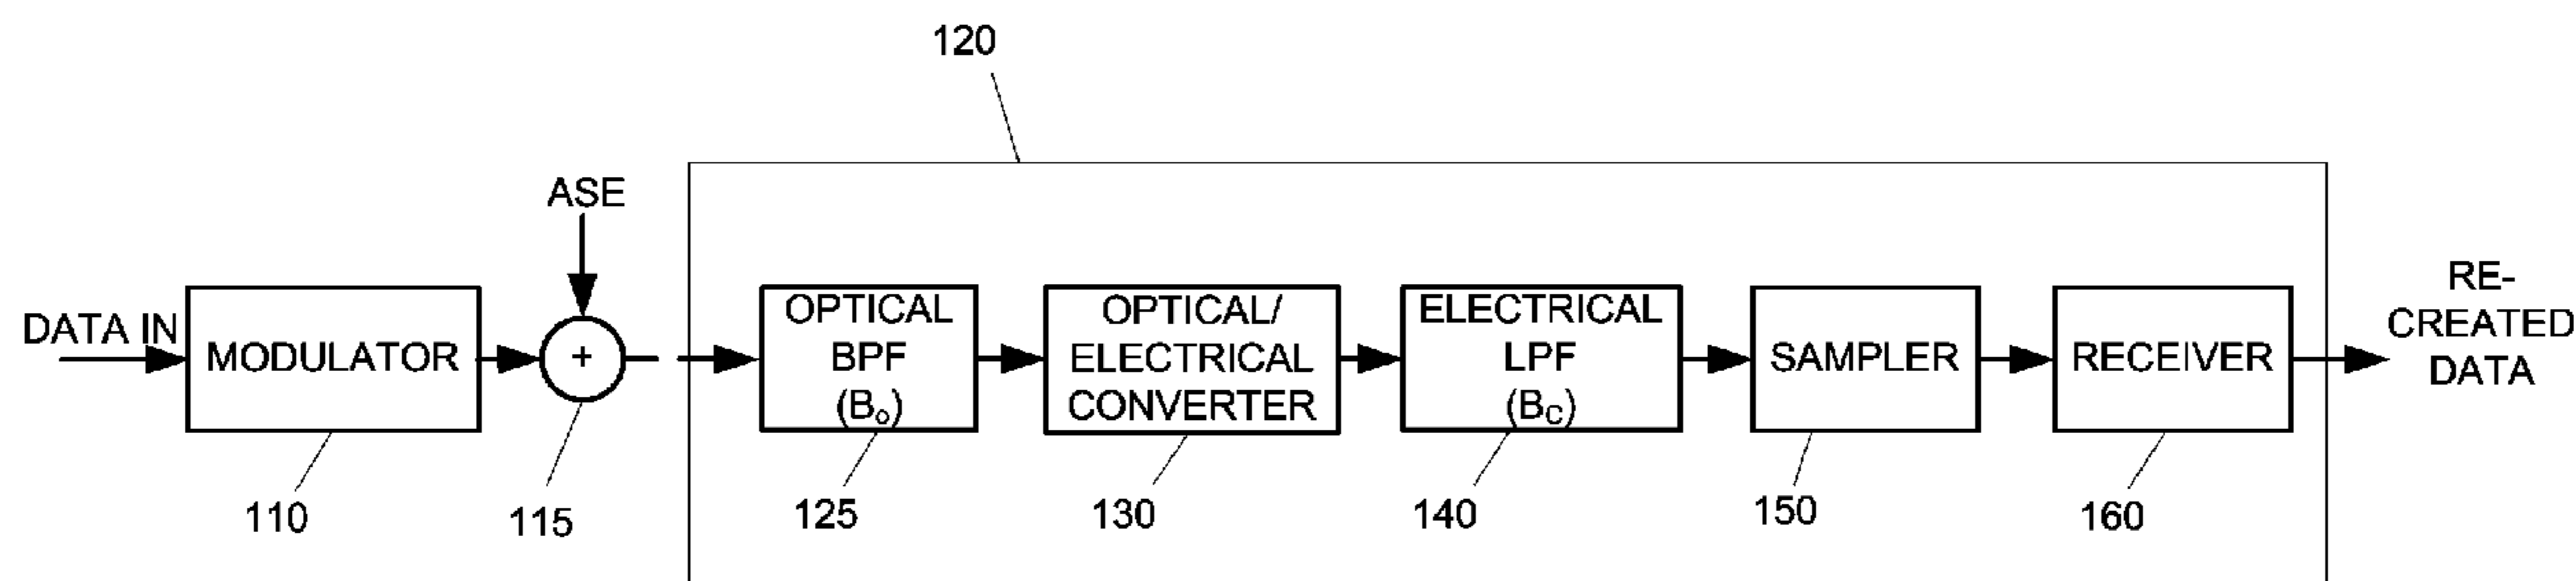 120
ASE
DATA IN
MODULATOR
+
OPTICAL
BPF
(Bo)
OPTICAL/
ELECTRICAL
CONVERTER
ELECTRICAL
LPF
(BC)
SAMPLER
RECEIVER
RE-
CREATED
DATA
110
115
125
130
140
150
160